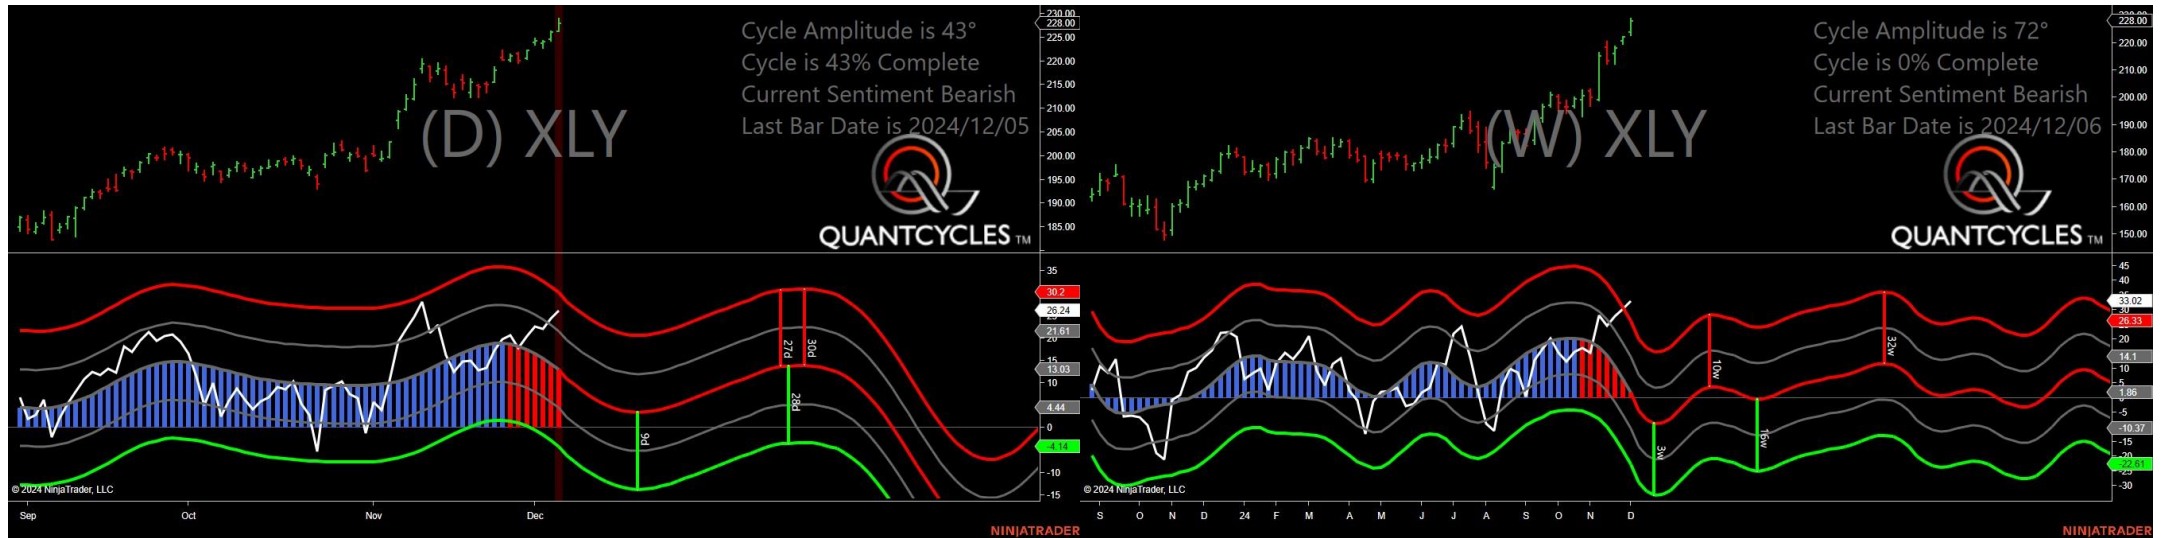 Cycle Amplitude is 43°
Cycle is 43% Complete
Current Sentiment Bearish
Last Bar Date is 2024/12/05
(D) XLY
QUANTCYCLES TM
230.00
228.00
225.00
220.00
215.00
210.00
205.00
200.00
195.00
190.00
185.00
35
30.2
26.24
21.61
20
15
13.03
10
4.44
0
-4.14
-10
-15
9d
27d
30d
28d
© 2024 NinjaTrader, LLC
Sep
Oct
Nov
Dec
NINJATRADER
Cycle Amplitude is 72°
Cycle is 0% Complete
Current Sentiment Bearish
Last Bar Date is 2024/12/06
(W) XLY
QUANTCYCLES TM
228.00
220.00
210.00
200.00
190.00
180.00
170.00
160.00
150.00
45
40
35
33.02
26.33
20
14.1
10
5
1.86
-5
-10.37
-15
-22.61
-30
3w
10w
16w
32w
© 2024 NinjaTrader, LLC
S
O
N
D
24
F
M
A
M
J
J
A
S
O
N
D
NINJATRADER